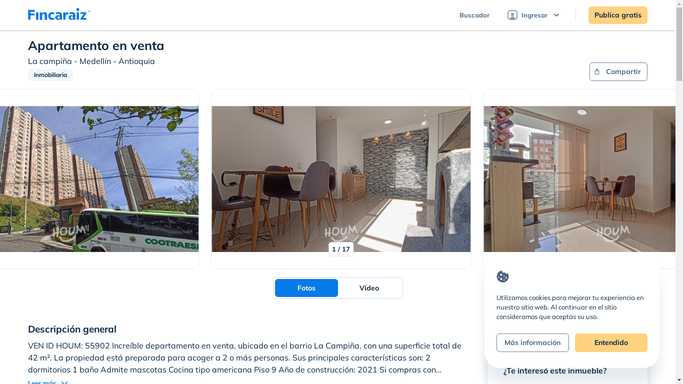 Fincaraiz
Buscador
Ingresar
Publica gratis
Apartamento en venta
La campiña - Medellín - Antioquia
Inmobiliaria
Compartir
HOUM
COOTRAES
SMILE
HOUM
1 / 17
HOUM
Fotos
Video
Utilizamos cookies para mejorar tu experiencia en
nuestro sitio web. Al continuar en el sitio
consideramos que aceptas su uso.
Más información
Entendido
Descripción general
VEN ID HOUM: 55902 Increíble departamento en venta, ubicado en el barrio La Campiña, con una superficie total de
42 m². La propiedad está preparada para acoger a 2 o más personas. Sus principales características son: 2
dormitorios 1 baño Admite mascotas Cocina tipo americana Piso 9 Año de construcción: 2021 Si compras con...
Leer más
¿Te interesó este inmueble?